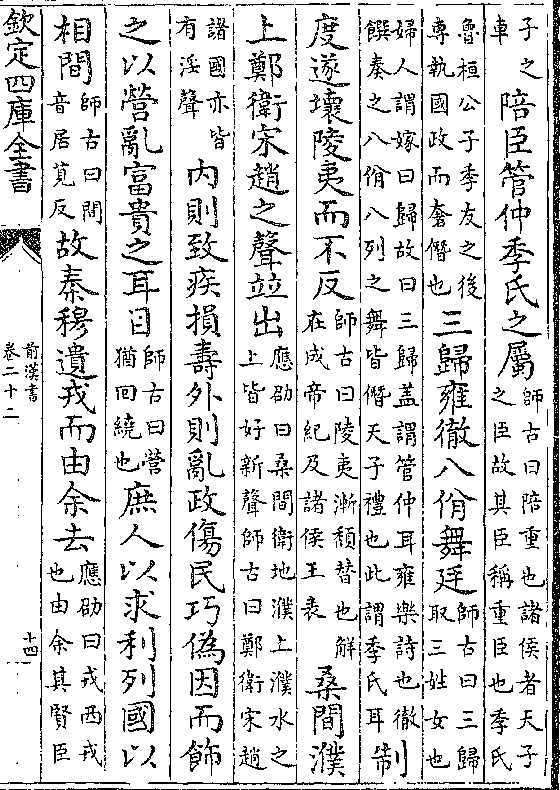 子之車陪臣管仲季氏之屬師古曰陪重也諸侯者天子之臣故其臣稱重臣也季氏
魯桓公子季友之後專執國政而奢僭也三歸雍徹八佾舞廷師古曰三歸取三姓女也
婦人謂嫁曰歸故曰三歸蓋謂管仲耳雍樂詩也徹饌奏之八佾八列之舞皆僭天子禮也此謂季氏耳制
度遂壞陵夷而不反師古曰陵夷漸頽替也解在成帝紀及諸侯王表桑間濮
上鄭衛宋趙之聲竝出應劭曰桑間衛地濮上濮水之上皆好新聲師古曰鄭衛宋趙
諸國亦皆有淫聲內則致疾損壽外則亂政傷民巧偽因而飾
之以營亂富貴之耳目師古曰營猶回繞也庶人以求利列國以
相間師古曰間音居莧反故秦穆遺戎而由余去應劭曰戎西戎也由余其賢臣
欽定四庫全書
前漢書
卷二十二
十四